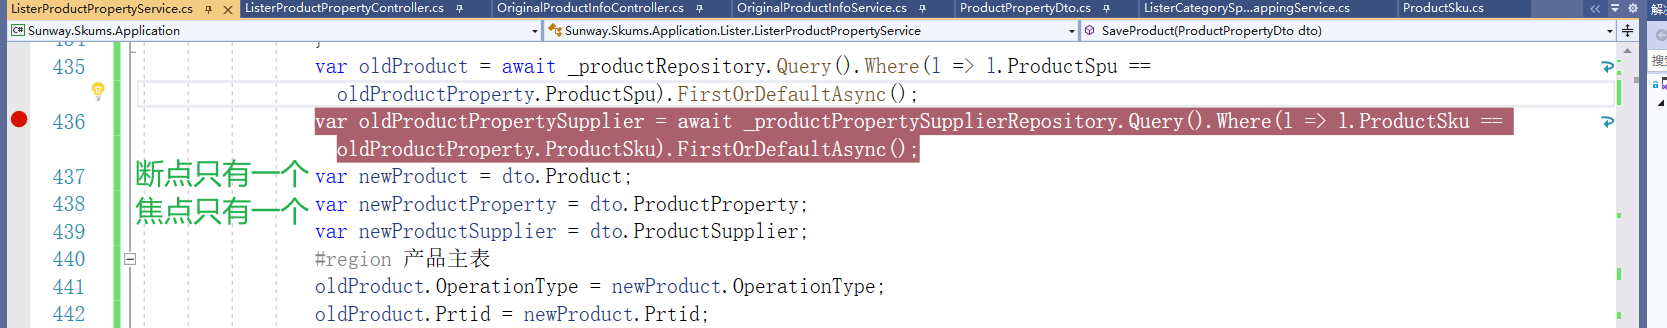 ListerProductPropertyService.cs ListerProductPropertyController.cs OriginalProductInfoController.cs OriginalProductInfoService.cs ProductPropertyDto.cs ListerCategorySp...appingService.cs ProductSku.cs
Sunway.Skums.Application Sunway.Skums.Application.Lister.ListerProductPropertyService SaveProduct(ProductPropertyDto dto)
435 var oldProduct = await _productRepository.Query().Where(l => l.ProductSpu ==
oldProductProperty.ProductSpu).FirstOrDefaultAsync();
436 var oldProductPropertySupplier = await _productPropertySupplierRepository.Query().Where(l => l.ProductSku ==
oldProductProperty.ProductSku).FirstOrDefaultAsync();
断点只有一个
437 var newProduct = dto.Product;
焦点只有一个
438 var newProductProperty = dto.ProductProperty;
439 var newProductSupplier = dto.ProductSupplier;
440 #region 产品主表
441 oldProduct.OperationType = newProduct.OperationType;
442 oldProduct.Prtid = newProduct.Prtid;